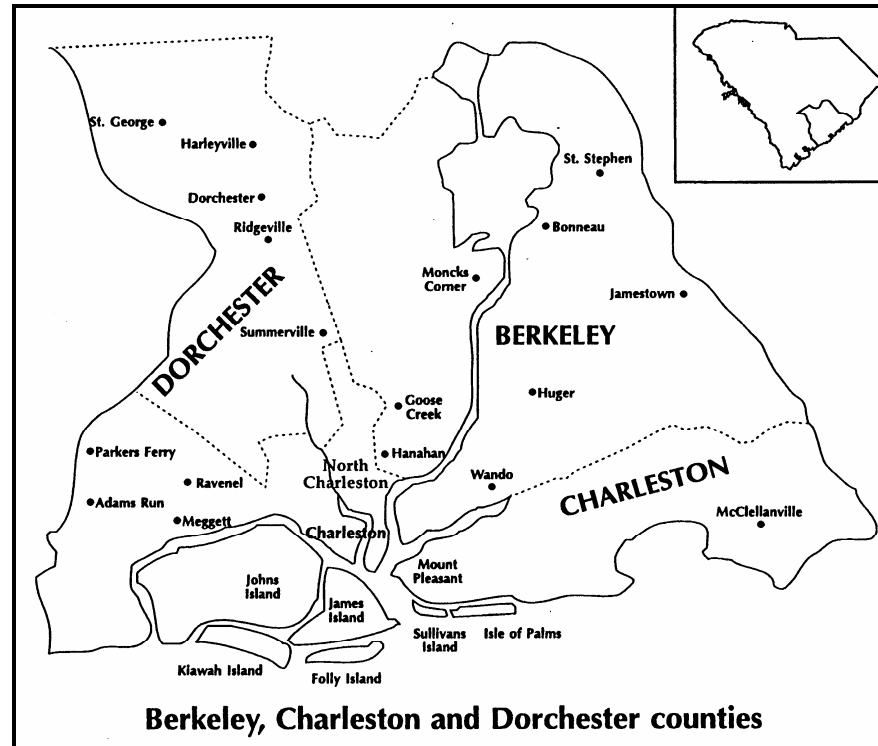 St. George
Harleyville
St. Stephen
Dorchester
Ridgeville
Bonneau
Moncks
Corner
Jamestown
DORCHESTER
Summerville
BERKELEY
Goose
Creek
Huger
Parkers Ferry
Hanahan
North
Charleston
Wando
Ravenel
CHARLESTON
Adams Run
McClellanville
Meggett
Charleston
Mount
Pleasant
Johns
Island
James
Island
Sullivans
Island
Isle of Palms
Kiawah Island
Folly Island
Berkeley, Charleston and Dorchester counties